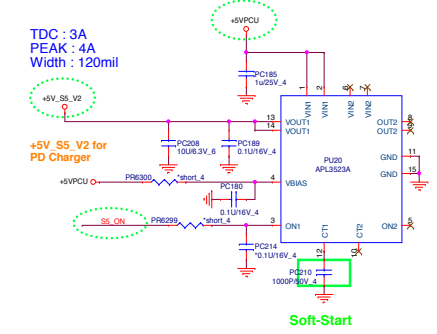 +5VPCU
TDC : 3A
PEAK : 4A
Width : 120mil
PC185
1u/25V_4
+5V_S5_V2
1
2
6
7
VIN1
VIN1
VIN2
VIN2
13
14
VOUT1
VOUT1
OUT2
OUT2
8
PC208
10U/6.3V_6
PC189
0.1U/16V_4
+5V_S5_V2 for
PD Charger
PU20
APL3523A
GND
11
GND
15
+5VPCU
PR6300
*short_4
4
VBIAS
PC180
0.1U/16V_4
S5_ON
PR6299
*short_4
3
ON1
ON2
5
CT1
CT2
12
10
PC214
*0.1U/16V_4
PC210
1000P/50V_4
Soft-Start